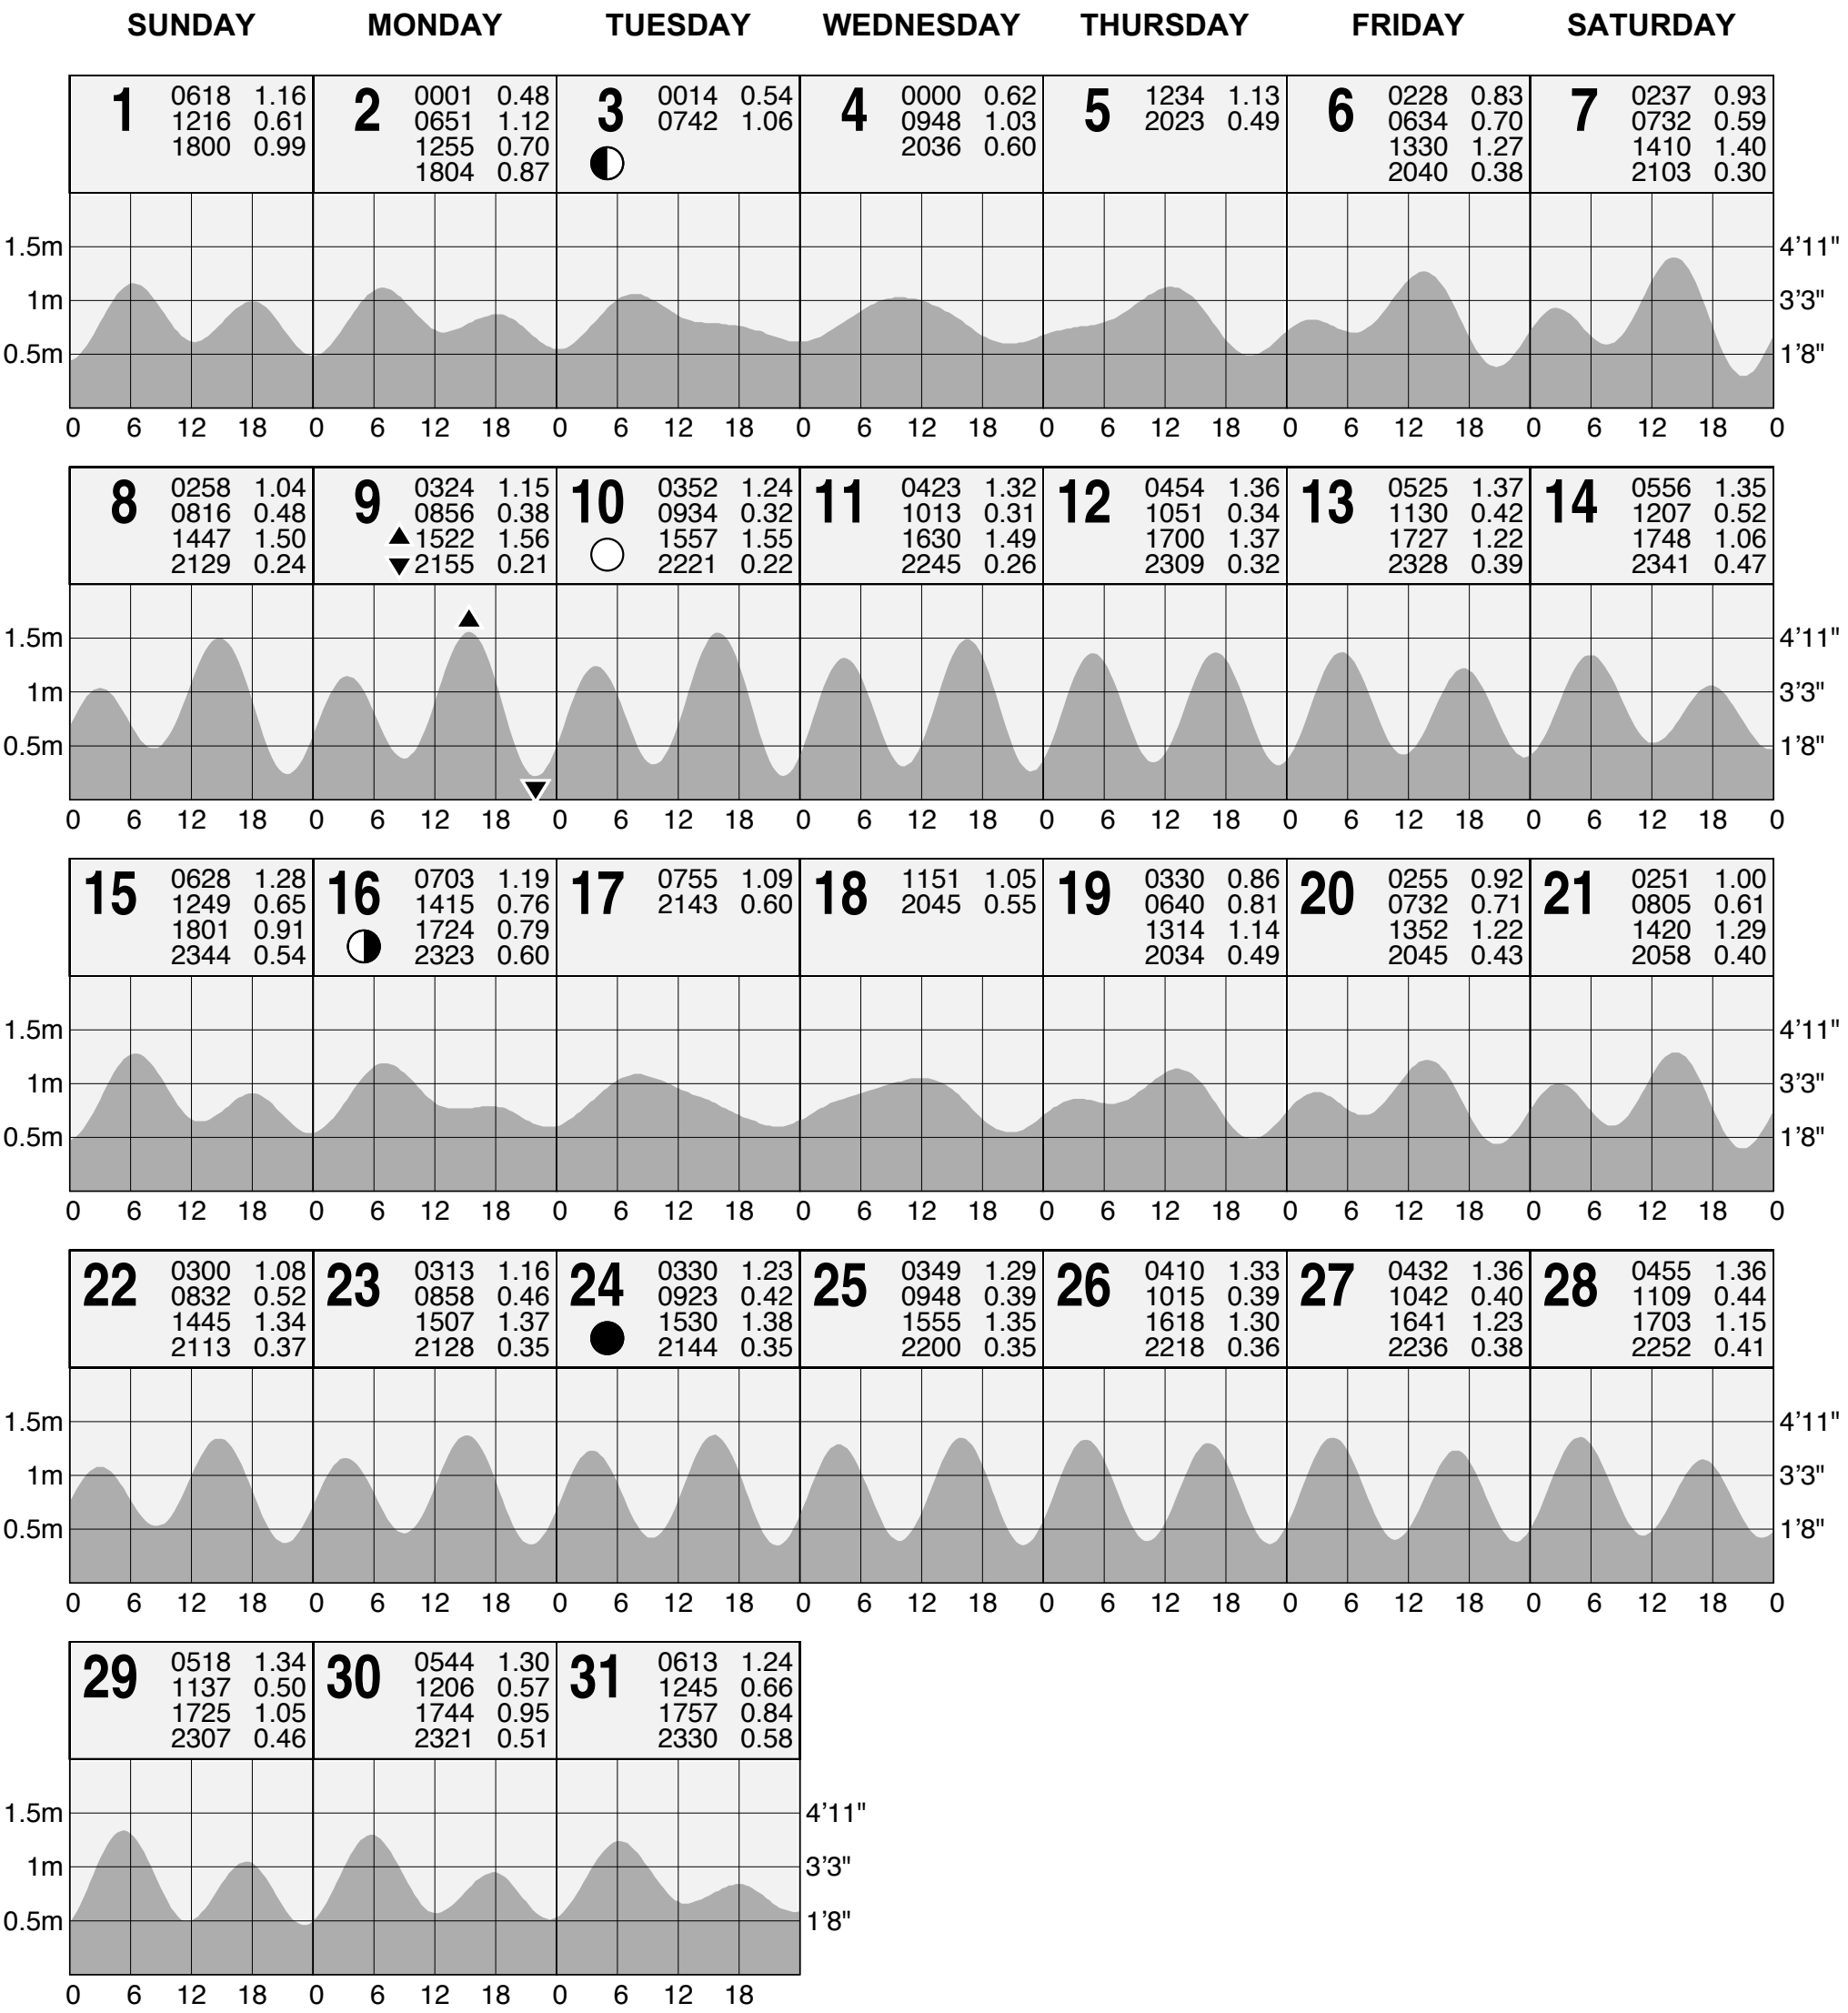 SUNDAY MONDAY TUESDAY WEDNESDAY THURSDAY FRIDAY SATURDAY
1 0618 1.16
1216 0.61
1800 0.99
2 0001 0.48
0651 1.12
1255 0.70
1804 0.87
3 0014 0.54
0742 1.06
4 0000 0.62
0948 1.03
2036 0.60
5 1234 1.13
2023 0.49
6 0228 0.83
0634 0.70
1330 1.27
2040 0.38
7 0237 0.93
0732 0.59
1410 1.40
2103 0.30
1.5m 4'11"
1m 3'3"
0.5m 1'8"
0 6 12 18 0 6 12 18 0 6 12 18 0 6 12 18 0 6 12 18 0 6 12 18 0 6 12 18 0
8 0258 1.04
0816 0.48
1447 1.50
2129 0.24
9 0324 1.15
0856 0.38
1522 1.56
2155 0.21
10 0352 1.24
0934 0.32
1557 1.55
2221 0.22
11 0423 1.32
1013 0.31
1630 1.49
2245 0.26
12 0454 1.36
1051 0.34
1700 1.37
2309 0.32
13 0525 1.37
1130 0.42
1727 1.22
2328 0.39
14 0556 1.35
1207 0.52
1748 1.06
2341 0.47
1.5m 4'11"
1m 3'3"
0.5m 1'8"
0 6 12 18 0 6 12 18 0 6 12 18 0 6 12 18 0 6 12 18 0 6 12 18 0 6 12 18 0
15 0628 1.28
1249 0.65
1801 0.91
2344 0.54
16 0703 1.19
1415 0.76
1724 0.79
2323 0.60
17 0755 1.09
2143 0.60
18 1151 1.05
2045 0.55
19 0330 0.86
0640 0.81
1314 1.14
2034 0.49
20 0255 0.92
0732 0.71
1352 1.22
2045 0.43
21 0251 1.00
0805 0.61
1420 1.29
2058 0.40
1.5m 4'11"
1m 3'3"
0.5m 1'8"
0 6 12 18 0 6 12 18 0 6 12 18 0 6 12 18 0 6 12 18 0 6 12 18 0 6 12 18 0
22 0300 1.08
0832 0.52
1445 1.34
2113 0.37
23 0313 1.16
0858 0.46
1507 1.37
2128 0.35
24 0330 1.23
0923 0.42
1530 1.38
2144 0.35
25 0349 1.29
0948 0.39
1555 1.35
2200 0.35
26 0410 1.33
1015 0.39
1618 1.30
2218 0.36
27 0432 1.36
1042 0.40
1641 1.23
2236 0.38
28 0455 1.36
1109 0.44
1703 1.15
2252 0.41
1.5m 4'11"
1m 3'3"
0.5m 1'8"
0 6 12 18 0 6 12 18 0 6 12 18 0 6 12 18 0 6 12 18 0 6 12 18 0 6 12 18 0
29 0518 1.34
1137 0.50
1725 1.05
2307 0.46
30 0544 1.30
1206 0.57
1744 0.95
2321 0.51
31 0613 1.24
1245 0.66
1757 0.84
2330 0.58
1.5m 4'11"
1m 3'3"
0.5m 1'8"
0 6 12 18 0 6 12 18 0 6 12 18